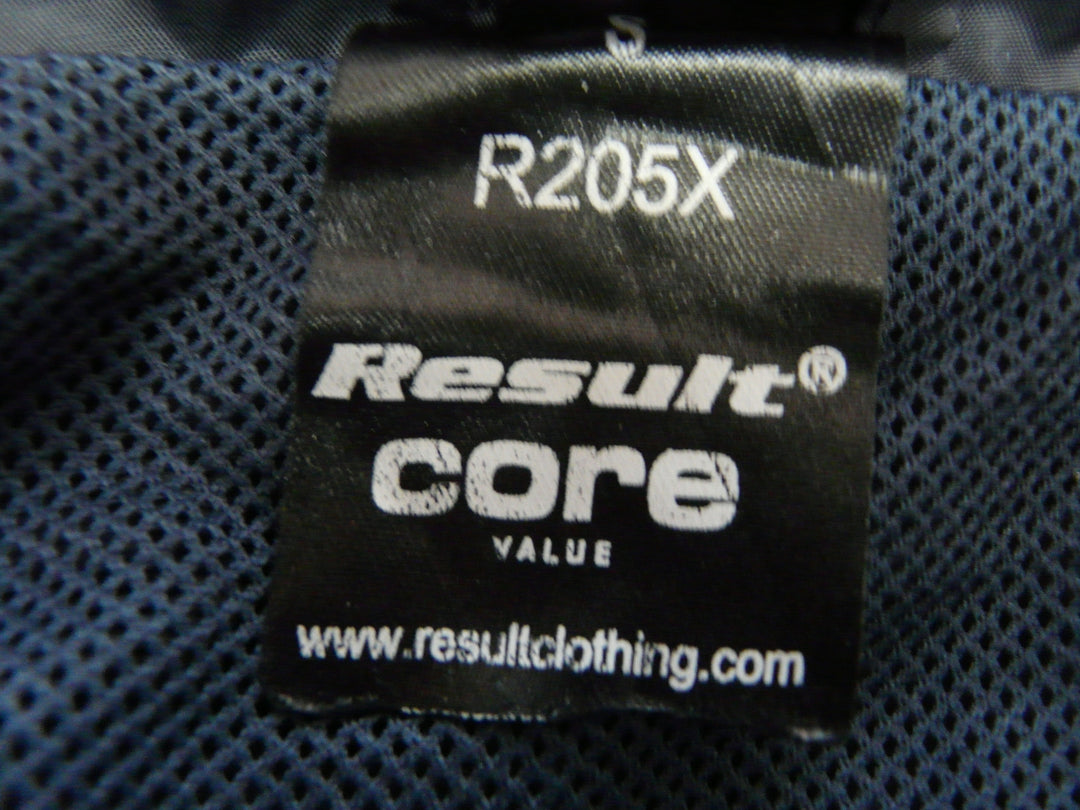 S
R205X
Result®
core
VALUE
www.resultclothing.com